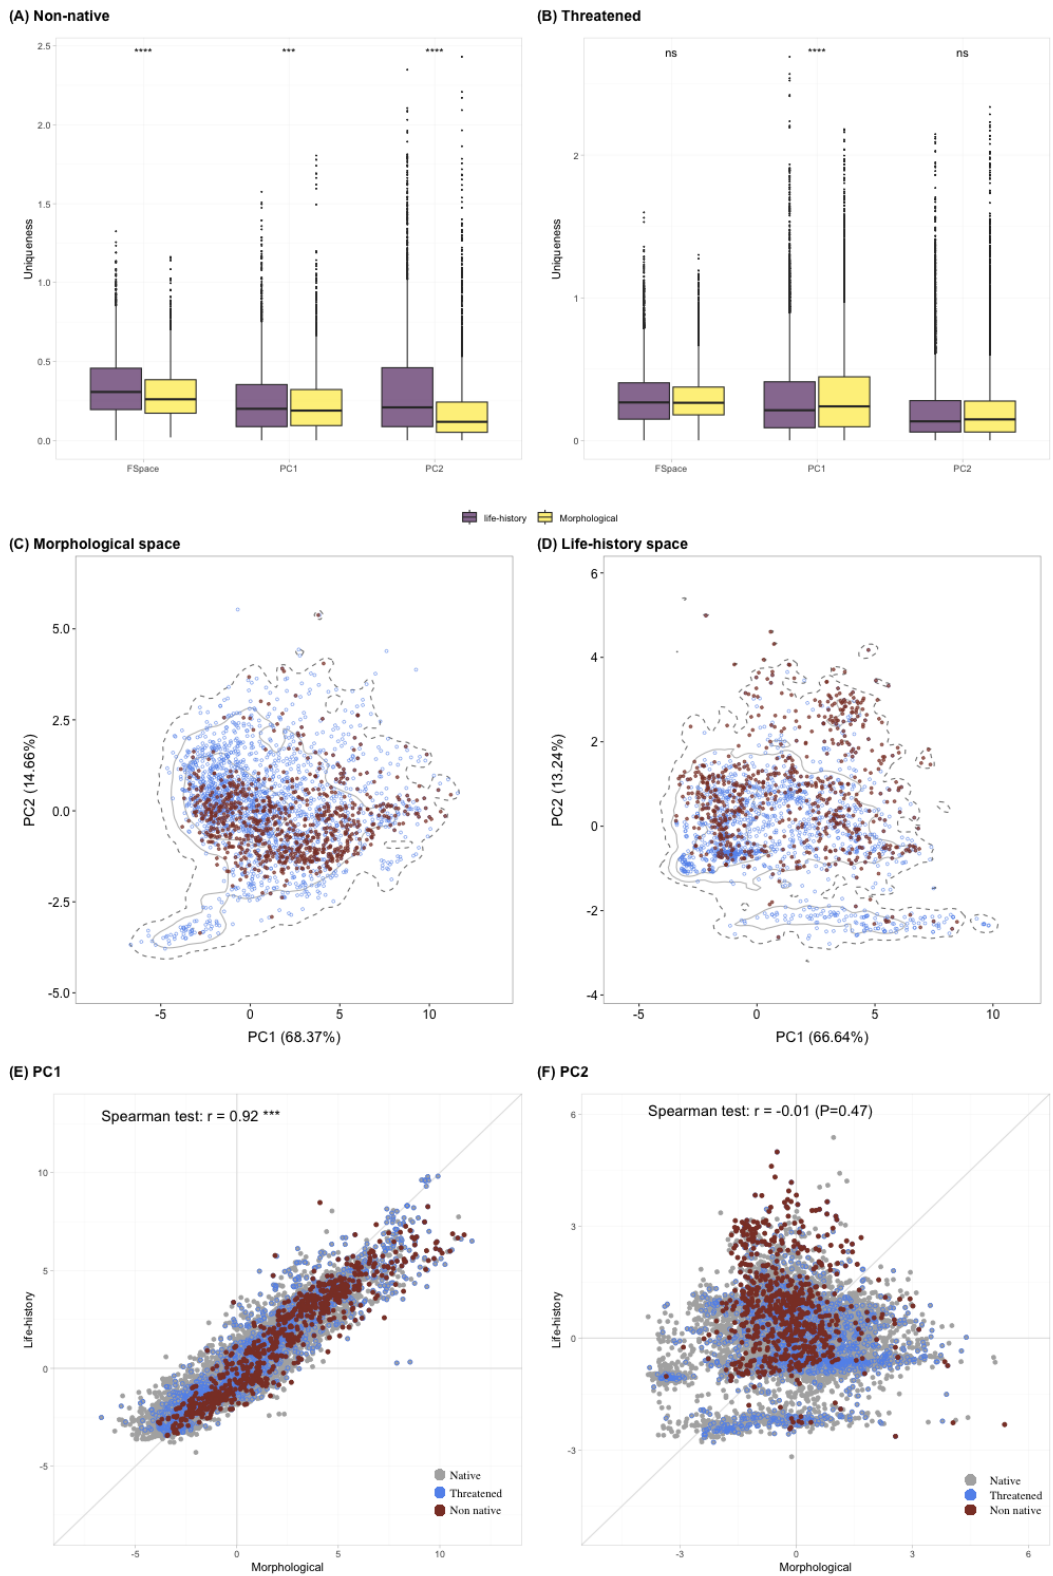 (A) Non-native
(B) Threatened
**** *** ****
ns **** ns
2.5
2.0
1.5
1.0
0.5
0.0
Uniqueness
FSpace PC1 PC2
2
1
0
Uniqueness
FSpace PC1 PC2
life-history Morphological
(C) Morphological space
(D) Life-history space
5.0
2.5
0.0
-2.5
-5.0
PC2 (14.66%)
-5 0 5 10
PC1 (68.37%)
6
4
2
0
-2
-4
PC2 (13.24%)
-5 0 5 10
PC1 (66.64%)
(E) PC1
(F) PC2
Spearman test: r = 0.92 ***
10
5
0
-5
Life-history
Native
Threatened
Non native
-5 0 5 10
Morphological
Spearman test: r = -0.01 (P=0.47)
6
3
0
-3
Life-history
Native
Threatened
Non native
-3 0 3 6
Morphological